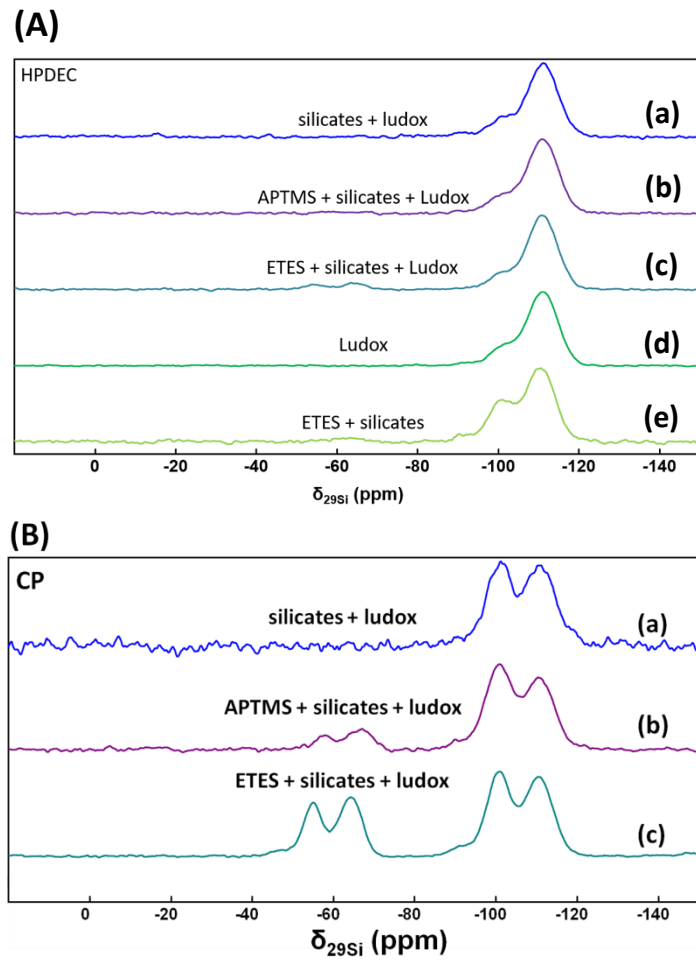 (A)
HPDEC
silicates + ludox
(a)
APTMS + silicates + Ludox
(b)
ETES + silicates + Ludox
(c)
Ludox
(d)
ETES + silicates
(e)
0 -20 -40 -60 -80 -100 -120 -140
δ29Si (ppm)
(B)
CP
silicates + ludox
(a)
APTMS + silicates + ludox
(b)
ETES + silicates + ludox
(c)
0 -20 -40 -60 -80 -100 -120 -140
δ29Si (ppm)